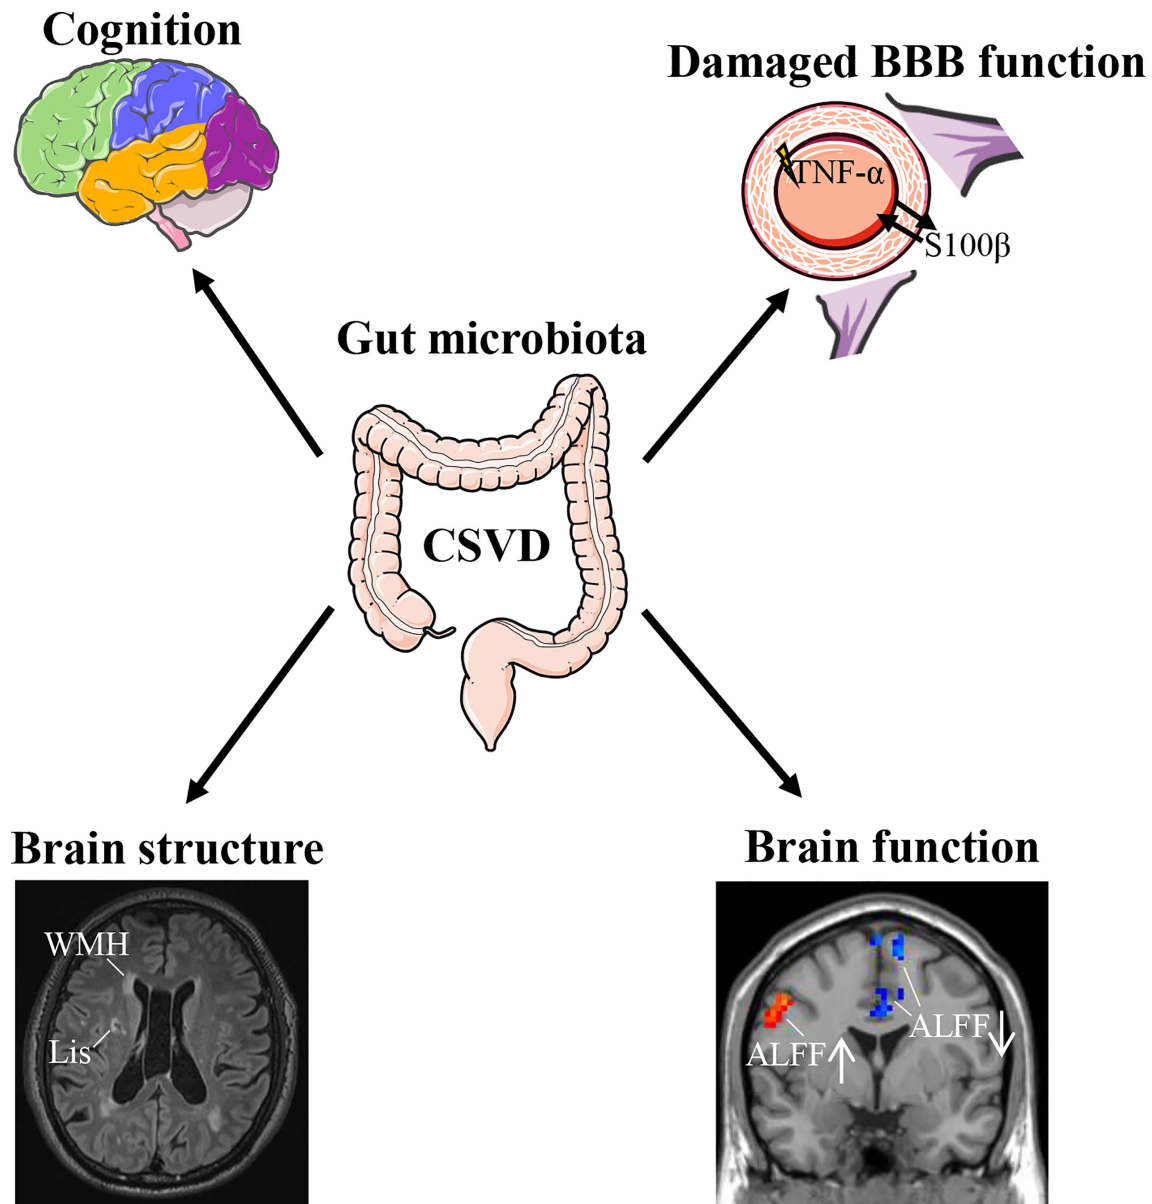 Cognition
Damaged BBB function
TNF-α
S100β
Gut microbiota
CSVD
Brain structure
Brain function
WMH
Lis
ALFF
ALFF